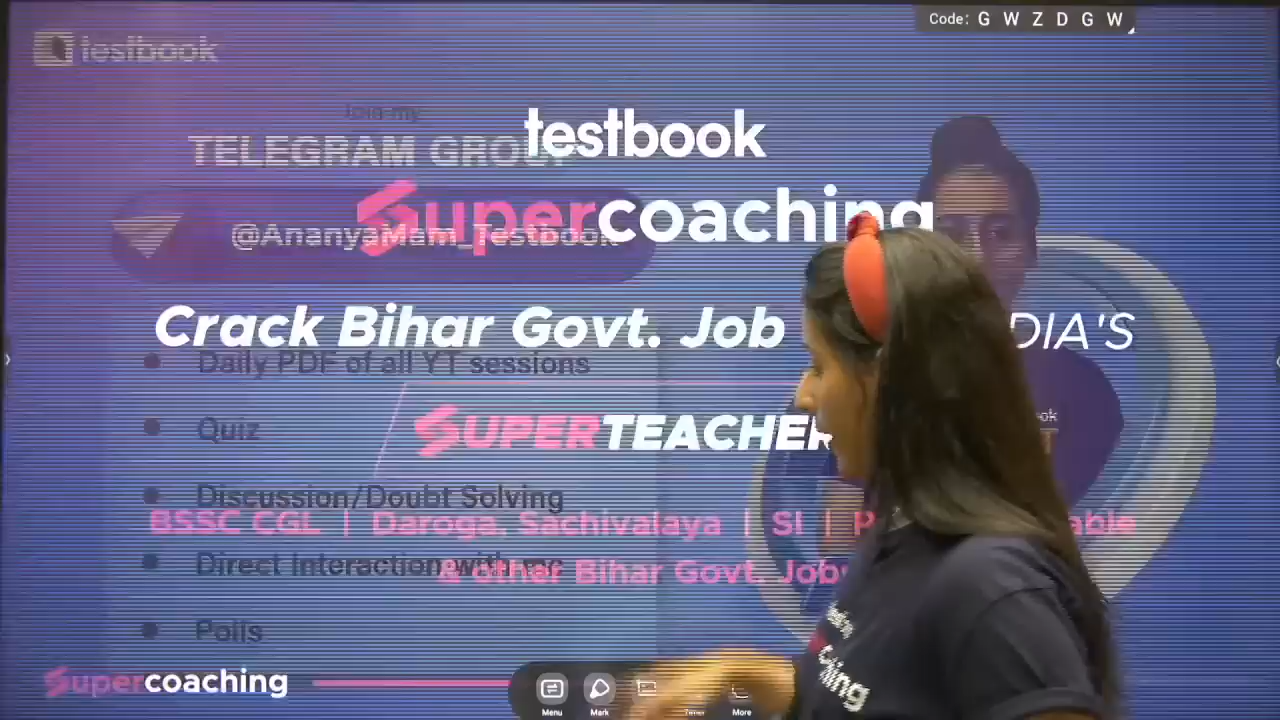 Code: G W Z D G W
testbook
Join my
TELEGRAM GROUP
testbook
Supercoaching
@AnanyaMam_Testbook
Crack Bihar Govt. Job DIA'S
Daily PDF of all YT sessions
Quiz
SUPERTEACHER
Discussion/Doubt Solving
BSSC CGL | Daroga, Sachivalaya | SI | P able
Direct Interaction with me
& other Bihar Govt. Jobs
Polls
Supercoaching
Menu
Mark
More